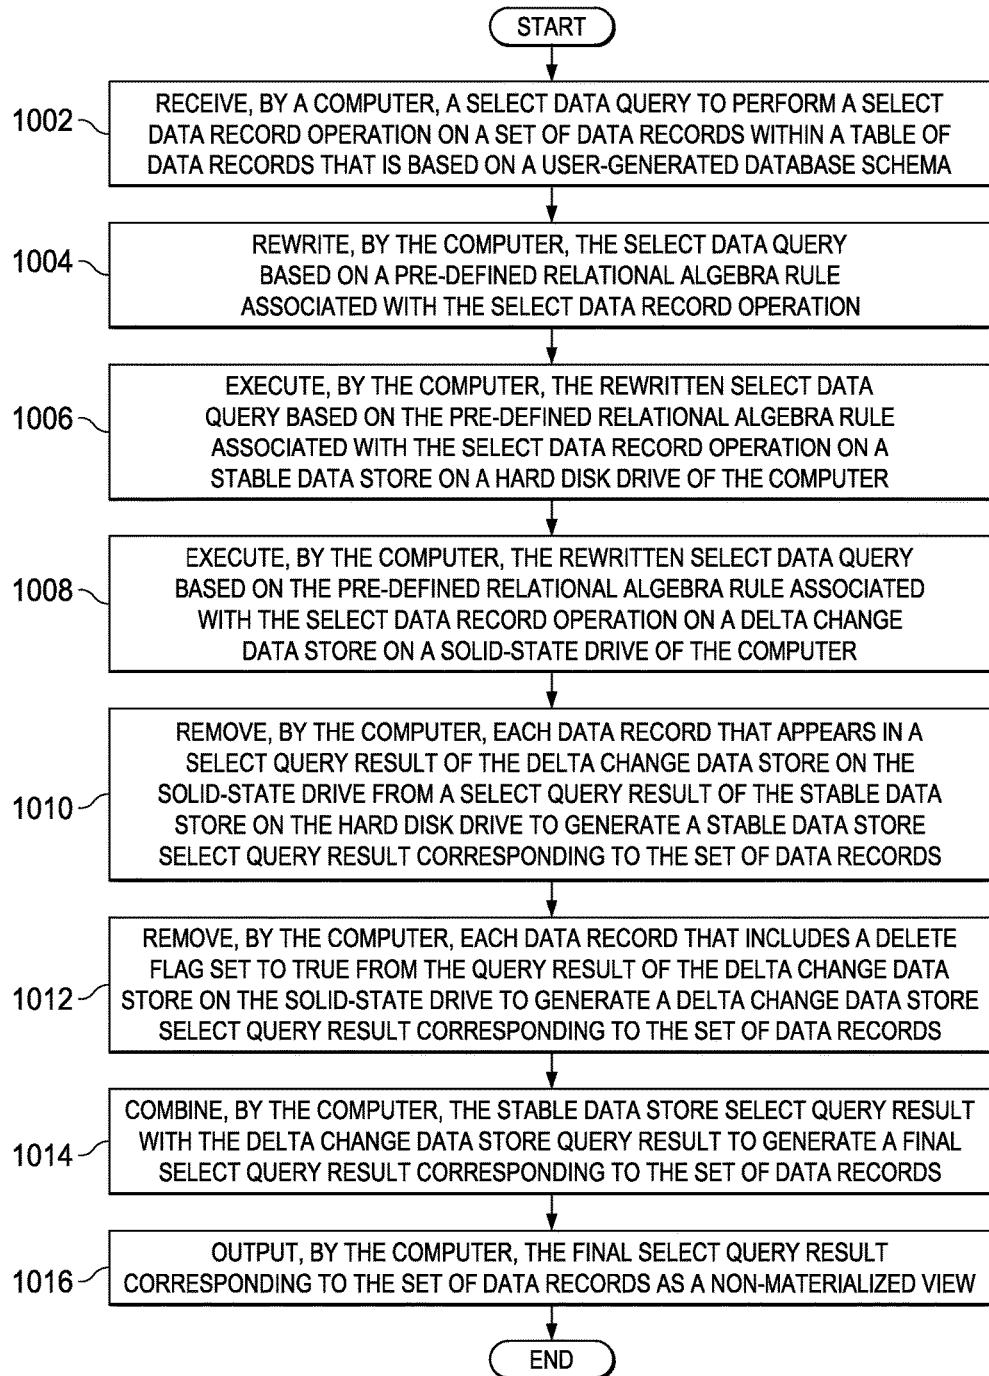 START
1002
RECEIVE, BY A COMPUTER, A SELECT DATA QUERY TO PERFORM A SELECT
DATA RECORD OPERATION ON A SET OF DATA RECORDS WITHIN A TABLE OF
DATA RECORDS THAT IS BASED ON A USER-GENERATED DATABASE SCHEMA
1004
REWRITE, BY THE COMPUTER, THE SELECT DATA QUERY
BASED ON A PRE-DEFINED RELATIONAL ALGEBRA RULE
ASSOCIATED WITH THE SELECT DATA RECORD OPERATION
1006
EXECUTE, BY THE COMPUTER, THE REWRITTEN SELECT DATA
QUERY BASED ON THE PRE-DEFINED RELATIONAL ALGEBRA RULE
ASSOCIATED WITH THE SELECT DATA RECORD OPERATION ON A
STABLE DATA STORE ON A HARD DISK DRIVE OF THE COMPUTER
1008
EXECUTE, BY THE COMPUTER, THE REWRITTEN SELECT DATA QUERY
BASED ON THE PRE-DEFINED RELATIONAL ALGEBRA RULE ASSOCIATED
WITH THE SELECT DATA RECORD OPERATION ON A DELTA CHANGE
DATA STORE ON A SOLID-STATE DRIVE OF THE COMPUTER
1010
REMOVE, BY THE COMPUTER, EACH DATA RECORD THAT APPEARS IN A
SELECT QUERY RESULT OF THE DELTA CHANGE DATA STORE ON THE
SOLID-STATE DRIVE FROM A SELECT QUERY RESULT OF THE STABLE DATA
STORE ON THE HARD DISK DRIVE TO GENERATE A STABLE DATA STORE
SELECT QUERY RESULT CORRESPONDING TO THE SET OF DATA RECORDS
1012
REMOVE, BY THE COMPUTER, EACH DATA RECORD THAT INCLUDES A DELETE
FLAG SET TO TRUE FROM THE QUERY RESULT OF THE DELTA CHANGE DATA
STORE ON THE SOLID-STATE DRIVE TO GENERATE A DELTA CHANGE DATA STORE
SELECT QUERY RESULT CORRESPONDING TO THE SET OF DATA RECORDS
1014
COMBINE, BY THE COMPUTER, THE STABLE DATA STORE SELECT QUERY RESULT
WITH THE DELTA CHANGE DATA STORE QUERY RESULT TO GENERATE A FINAL
SELECT QUERY RESULT CORRESPONDING TO THE SET OF DATA RECORDS
1016
OUTPUT, BY THE COMPUTER, THE FINAL SELECT QUERY RESULT
CORRESPONDING TO THE SET OF DATA RECORDS AS A NON-MATERIALIZED VIEW
END